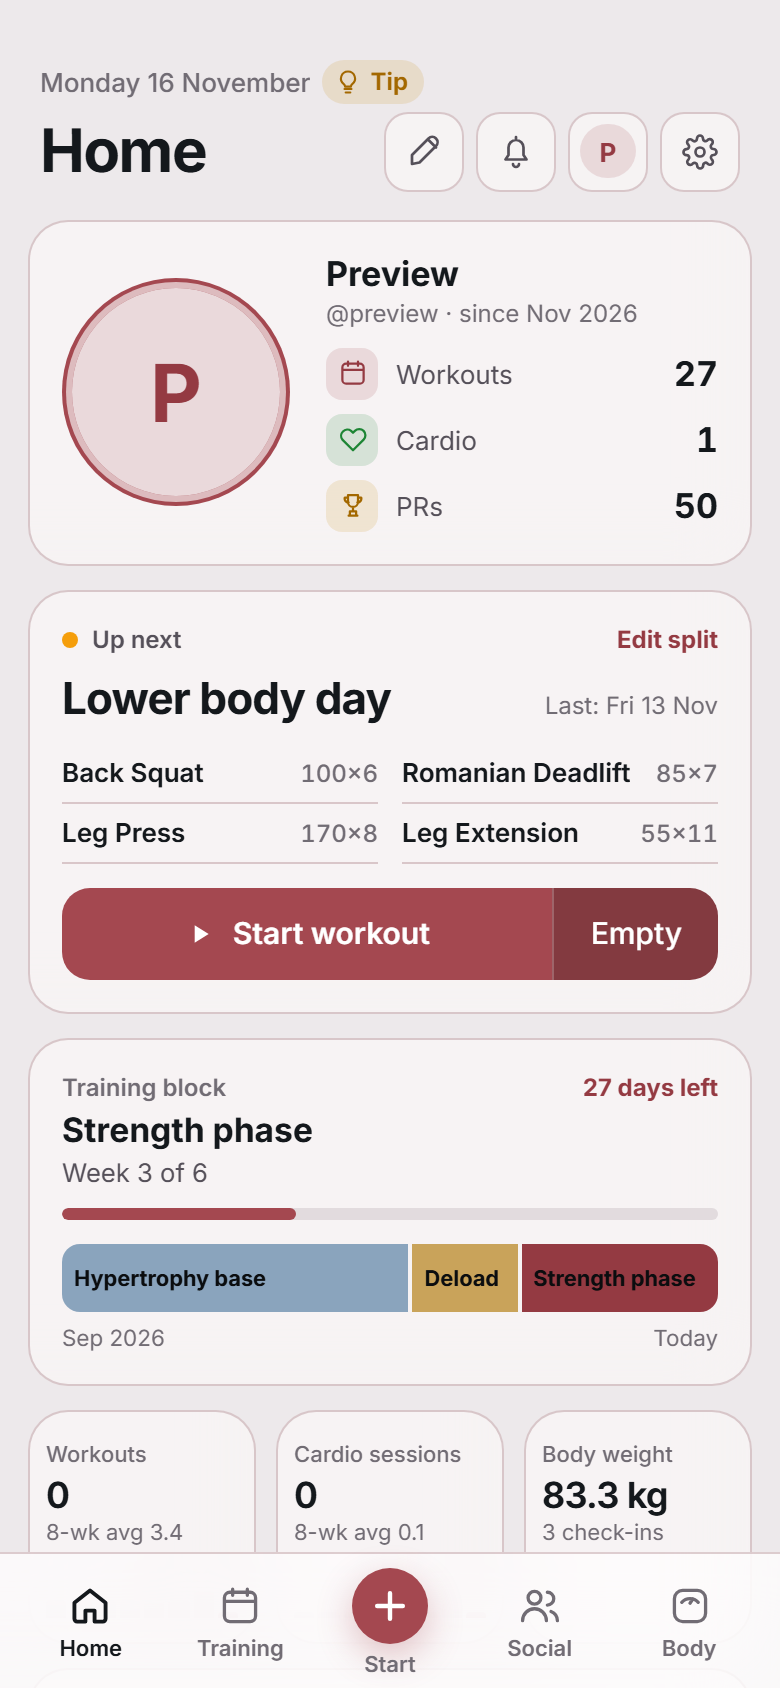 Monday 16 November Tip
Home P
P
Preview
@preview · since Nov 2026
Workouts 27
Cardio 1
PRs 50
Up next Edit split
Lower body day Last: Fri 13 Nov
Back Squat 100×6 Romanian Deadlift 85×7
Leg Press 170×8 Leg Extension 55×11
Start workout Empty
Training block 27 days left
Strength phase
Week 3 of 6
Hypertrophy base Deload Strength phase
Sep 2026 Today
Workouts Cardio sessions Body weight
0 0 83.3 kg
8-wk avg 3.4 8-wk avg 0.1 3 check-ins
Home Training Start Social Body